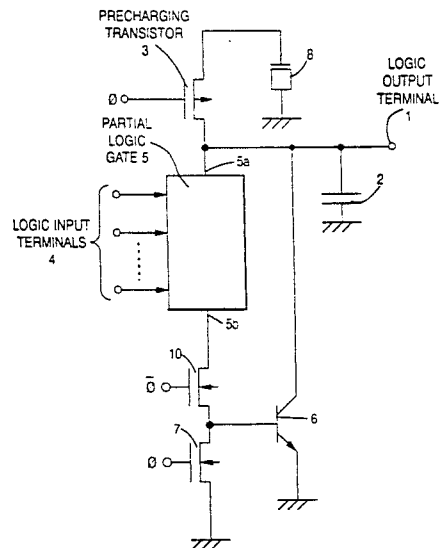 PRECHARGING
TRANSISTOR
3
8
LOGIC
OUTPUT
TERMINAL
1
Ø
PARTIAL
LOGIC
GATE 5
5a
2
LOGIC INPUT
TERMINALS
4
5b
10
Ø̅
6
7
Ø